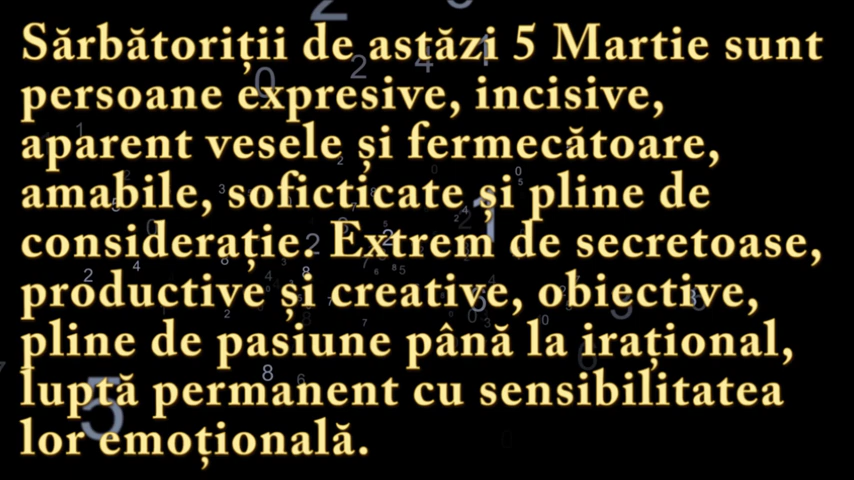 Sărbătoriții de astăzi 5 Martie sunt
persoane expresive, incisive,
aparent vesele și fermecătoare,
amabile, soficticate și pline de
considerație. Extrem de secretoase,
productive și creative, obiective,
pline de pasiune până la irațional,
luptă permanent cu sensibilitatea
lor emoțională.